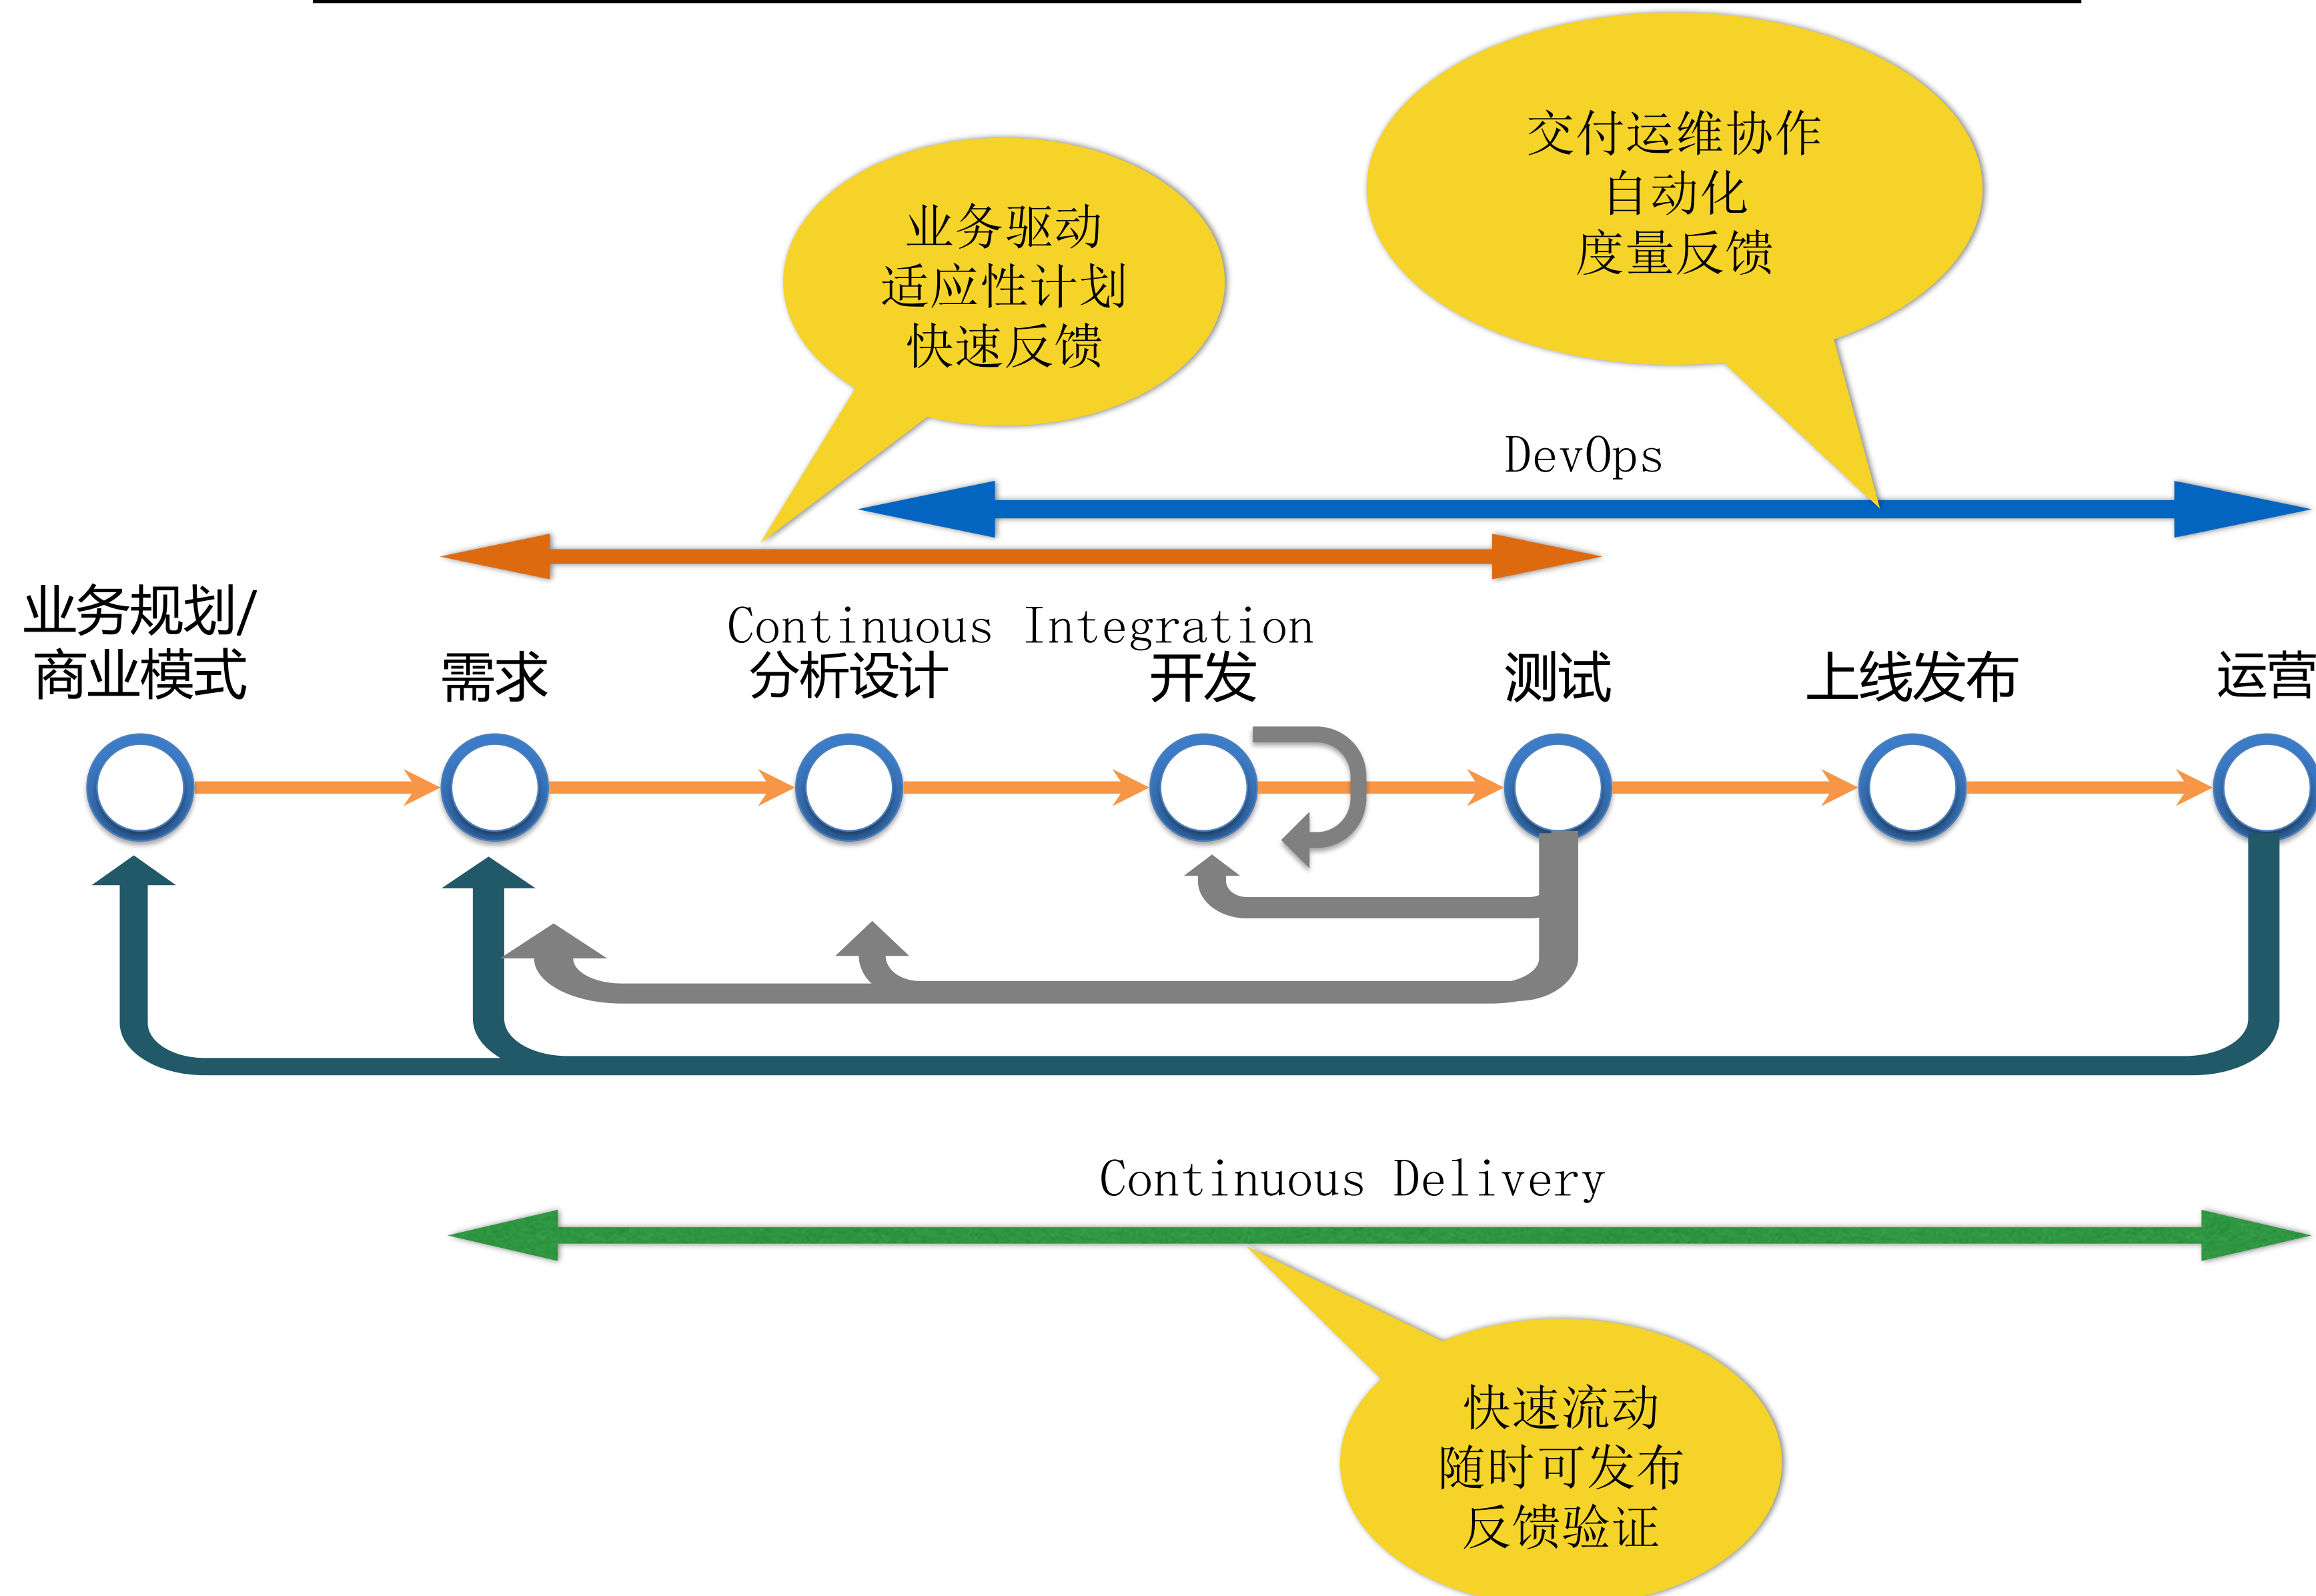 交付运维协作
自动化
度量反馈
业务驱动
适应性计划
快速反馈
DevOps
Continuous Integration
业务规划/
商业模式
需求
分析设计
开发
测试
上线发布
运营
Continuous Delivery
快速流动
随时可发布
反馈验证